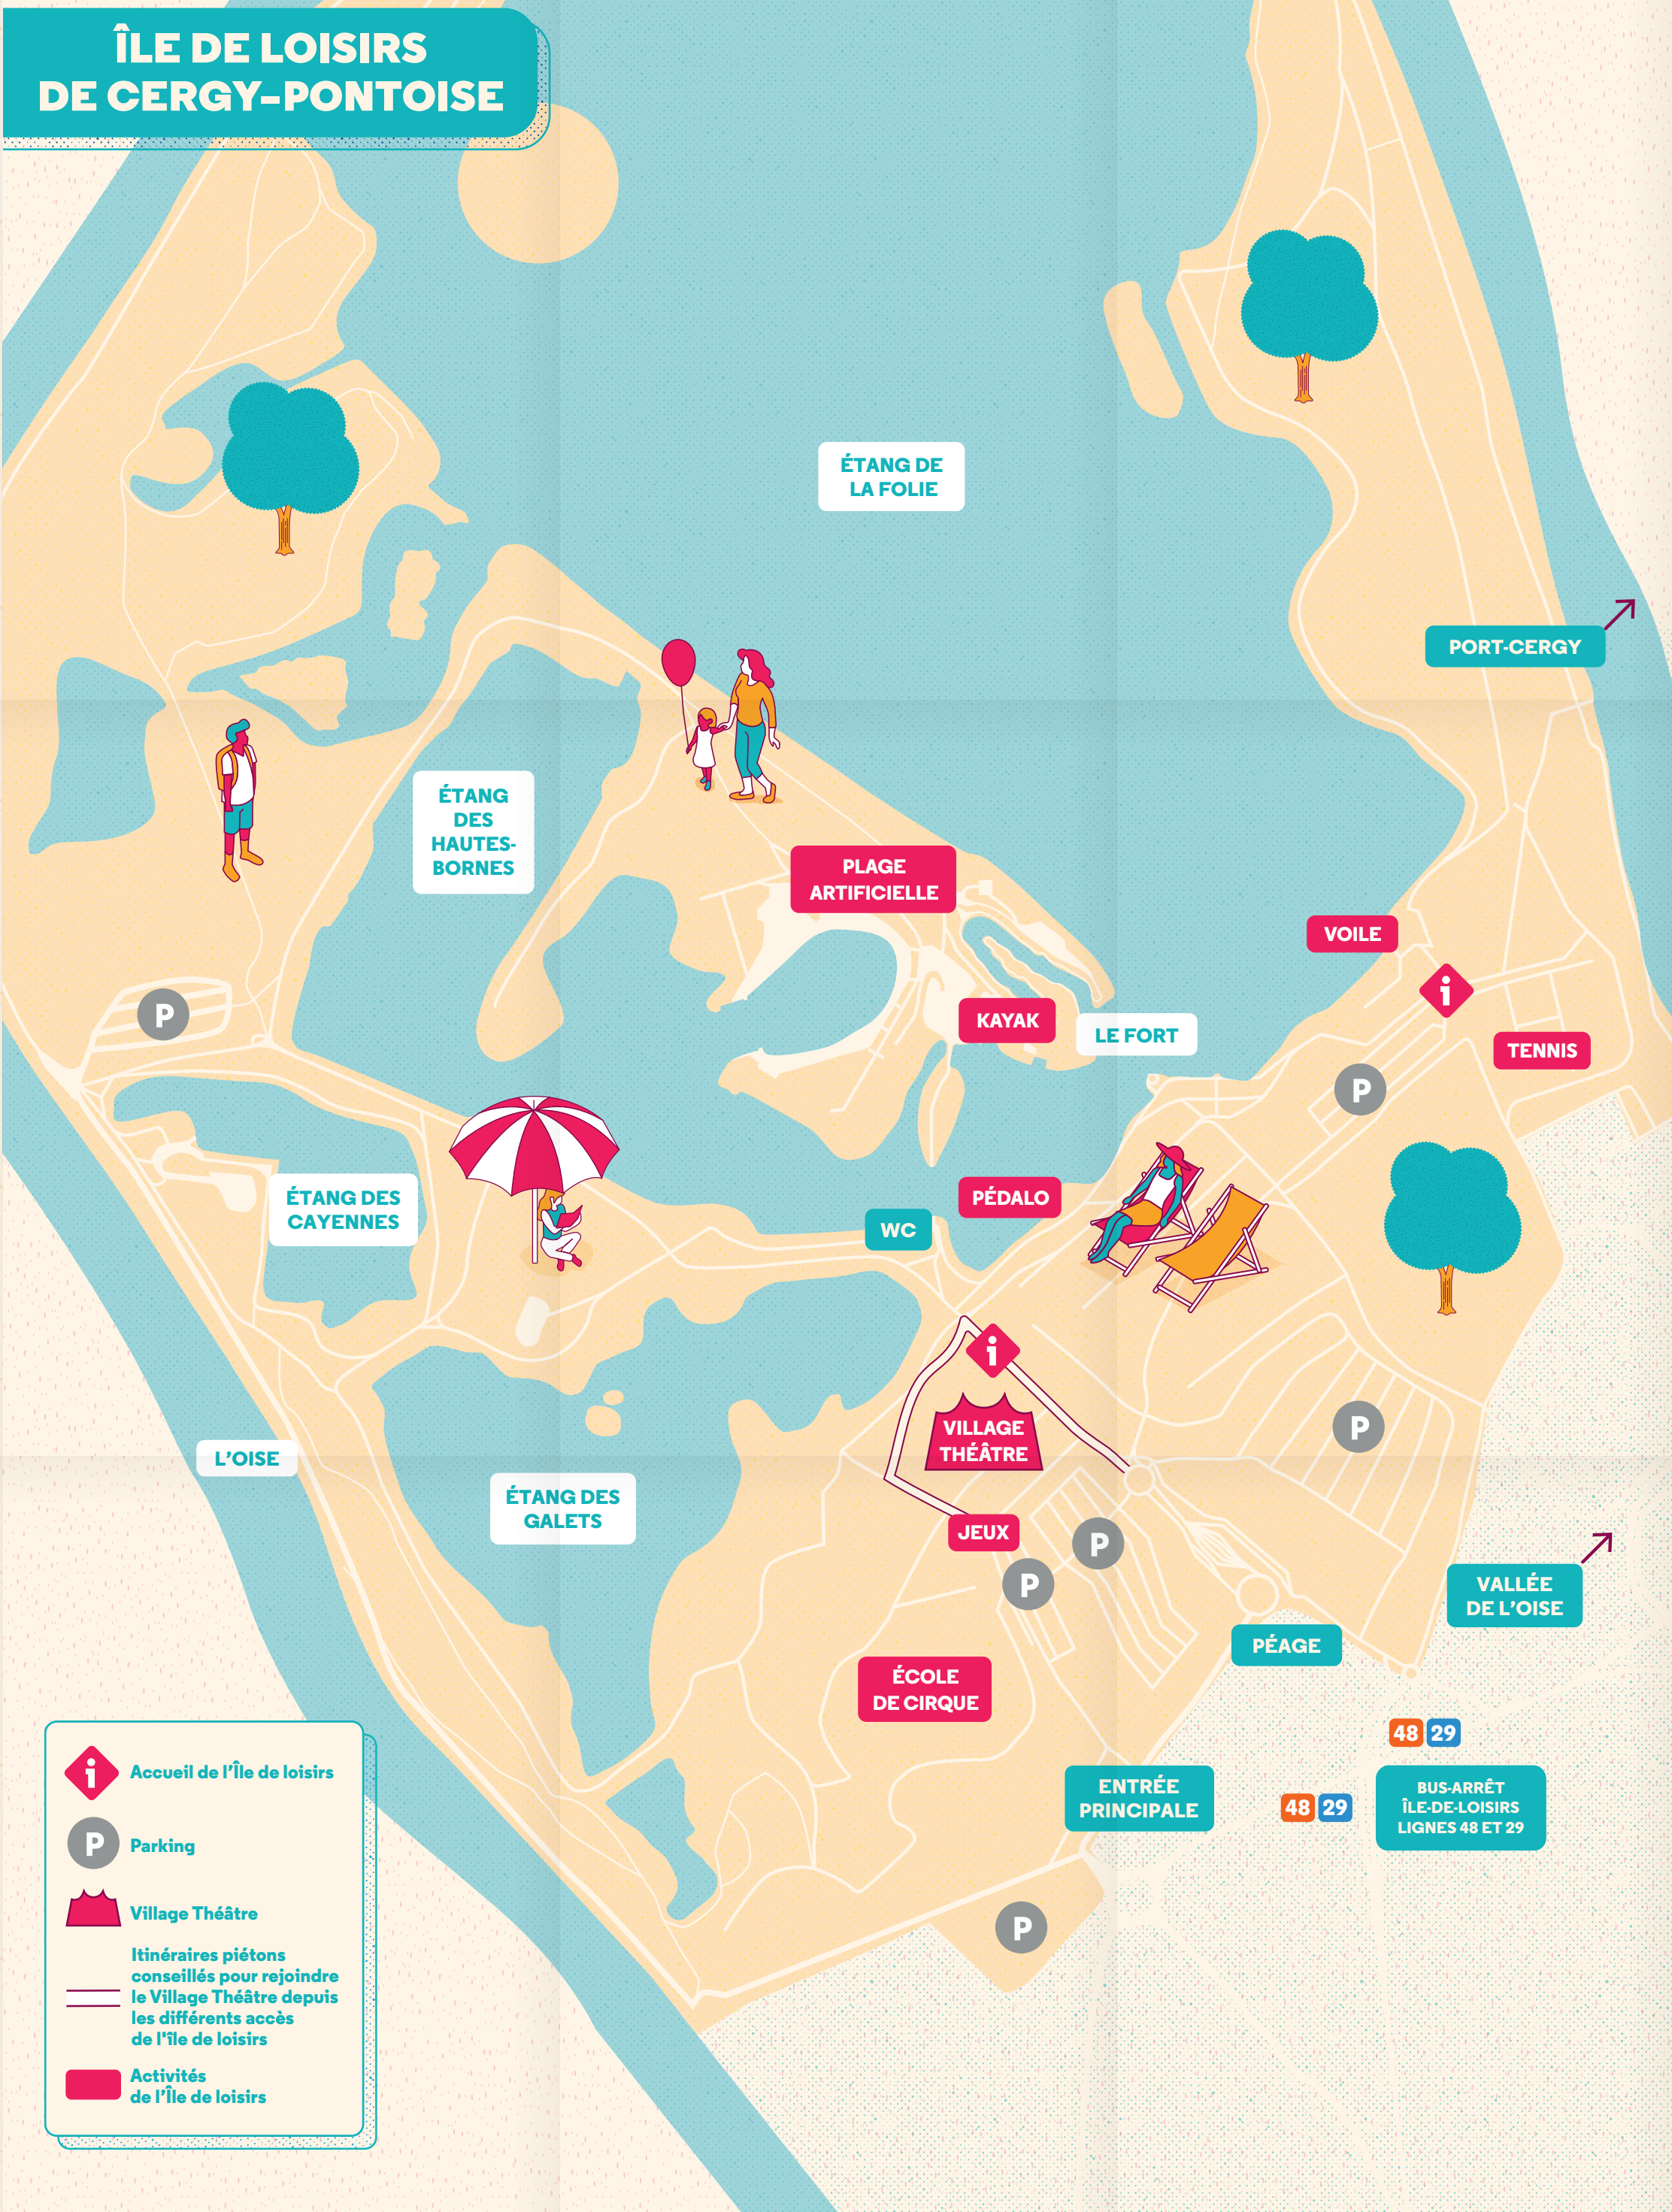 ÎLE DE LOISIRS
DE CERGY-PONTOISE
ÉTANG DE
LA FOLIE
PORT-CERGY
ÉTANG
DES
HAUTES-
BORNES
PLAGE
ARTIFICIELLE
VOILE
i
P
KAYAK
LE FORT
TENNIS
P
ÉTANG DES
CAYENNES
PÉDALO
WC
i
VILLAGE
THÉÂTRE
P
L'OISE
ÉTANG DES
GALETS
JEUX
P
P
VALLÉE
DE L'OISE
PÉAGE
ÉCOLE
DE CIRQUE
48 29
ENTRÉE
PRINCIPALE
48 29
BUS-ARRÊT
ÎLE-DE-LOISIRS
LIGNES 48 ET 29
P
i Accueil de l'Île de loisirs
P Parking
Village Théâtre
Itinéraires piétons
conseillés pour rejoindre
le Village Théâtre depuis
les différents accès
de l'île de loisirs
Activités
de l'Île de loisirs